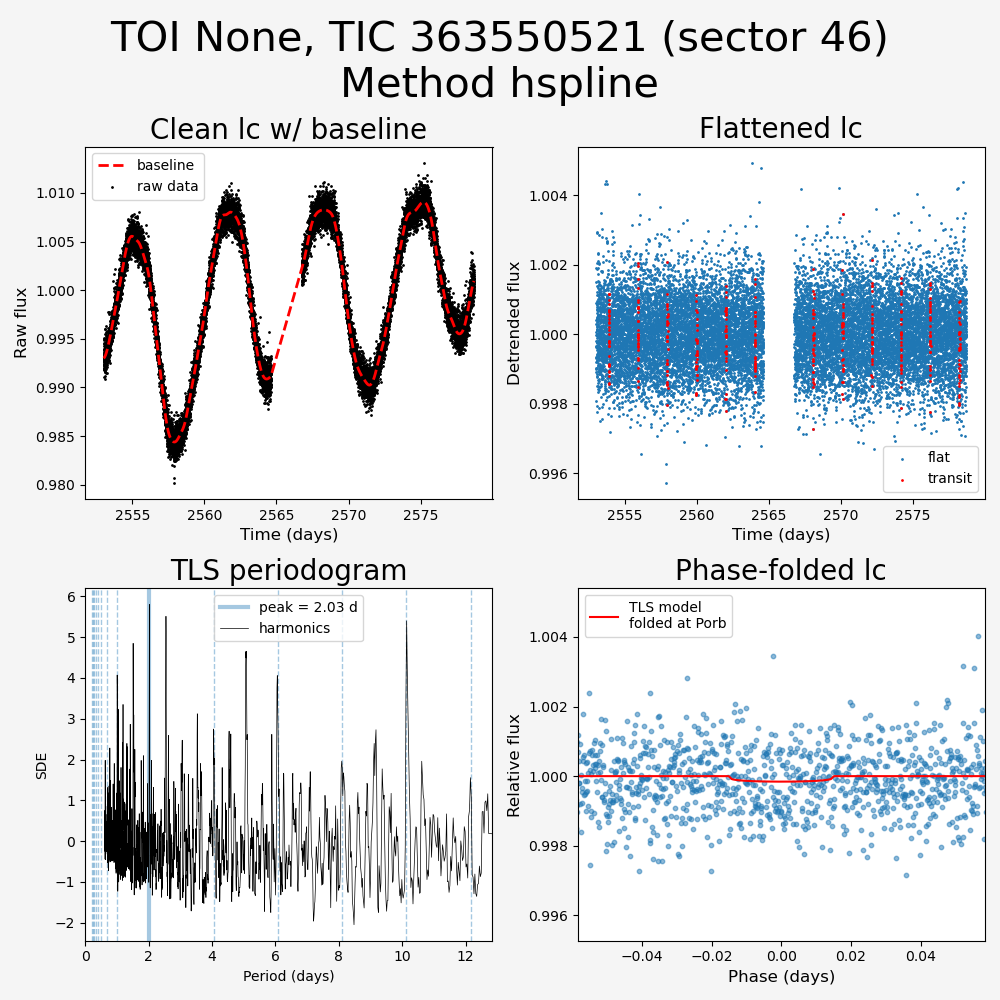 TOI None, TIC 363550521 (sector 46)
Method hspline
Clean lc w/ baseline
Flattened lc
baseline
raw data
1.010
1.005
1.000
0.995
0.990
0.985
0.980
Raw flux
2555
2560
2565
2570
2575
Time (days)
1.004
1.002
1.000
0.998
0.996
Detrended flux
flat
transit
2555
2560
2565
2570
2575
Time (days)
TLS periodogram
Phase-folded lc
peak = 2.03 d
harmonics
6
5
4
3
2
1
0
−1
−2
SDE
0
2
4
6
8
10
12
Period (days)
TLS model
folded at Porb
1.004
1.002
1.000
0.998
0.996
Relative flux
−0.04
−0.02
0.00
0.02
0.04
Phase (days)